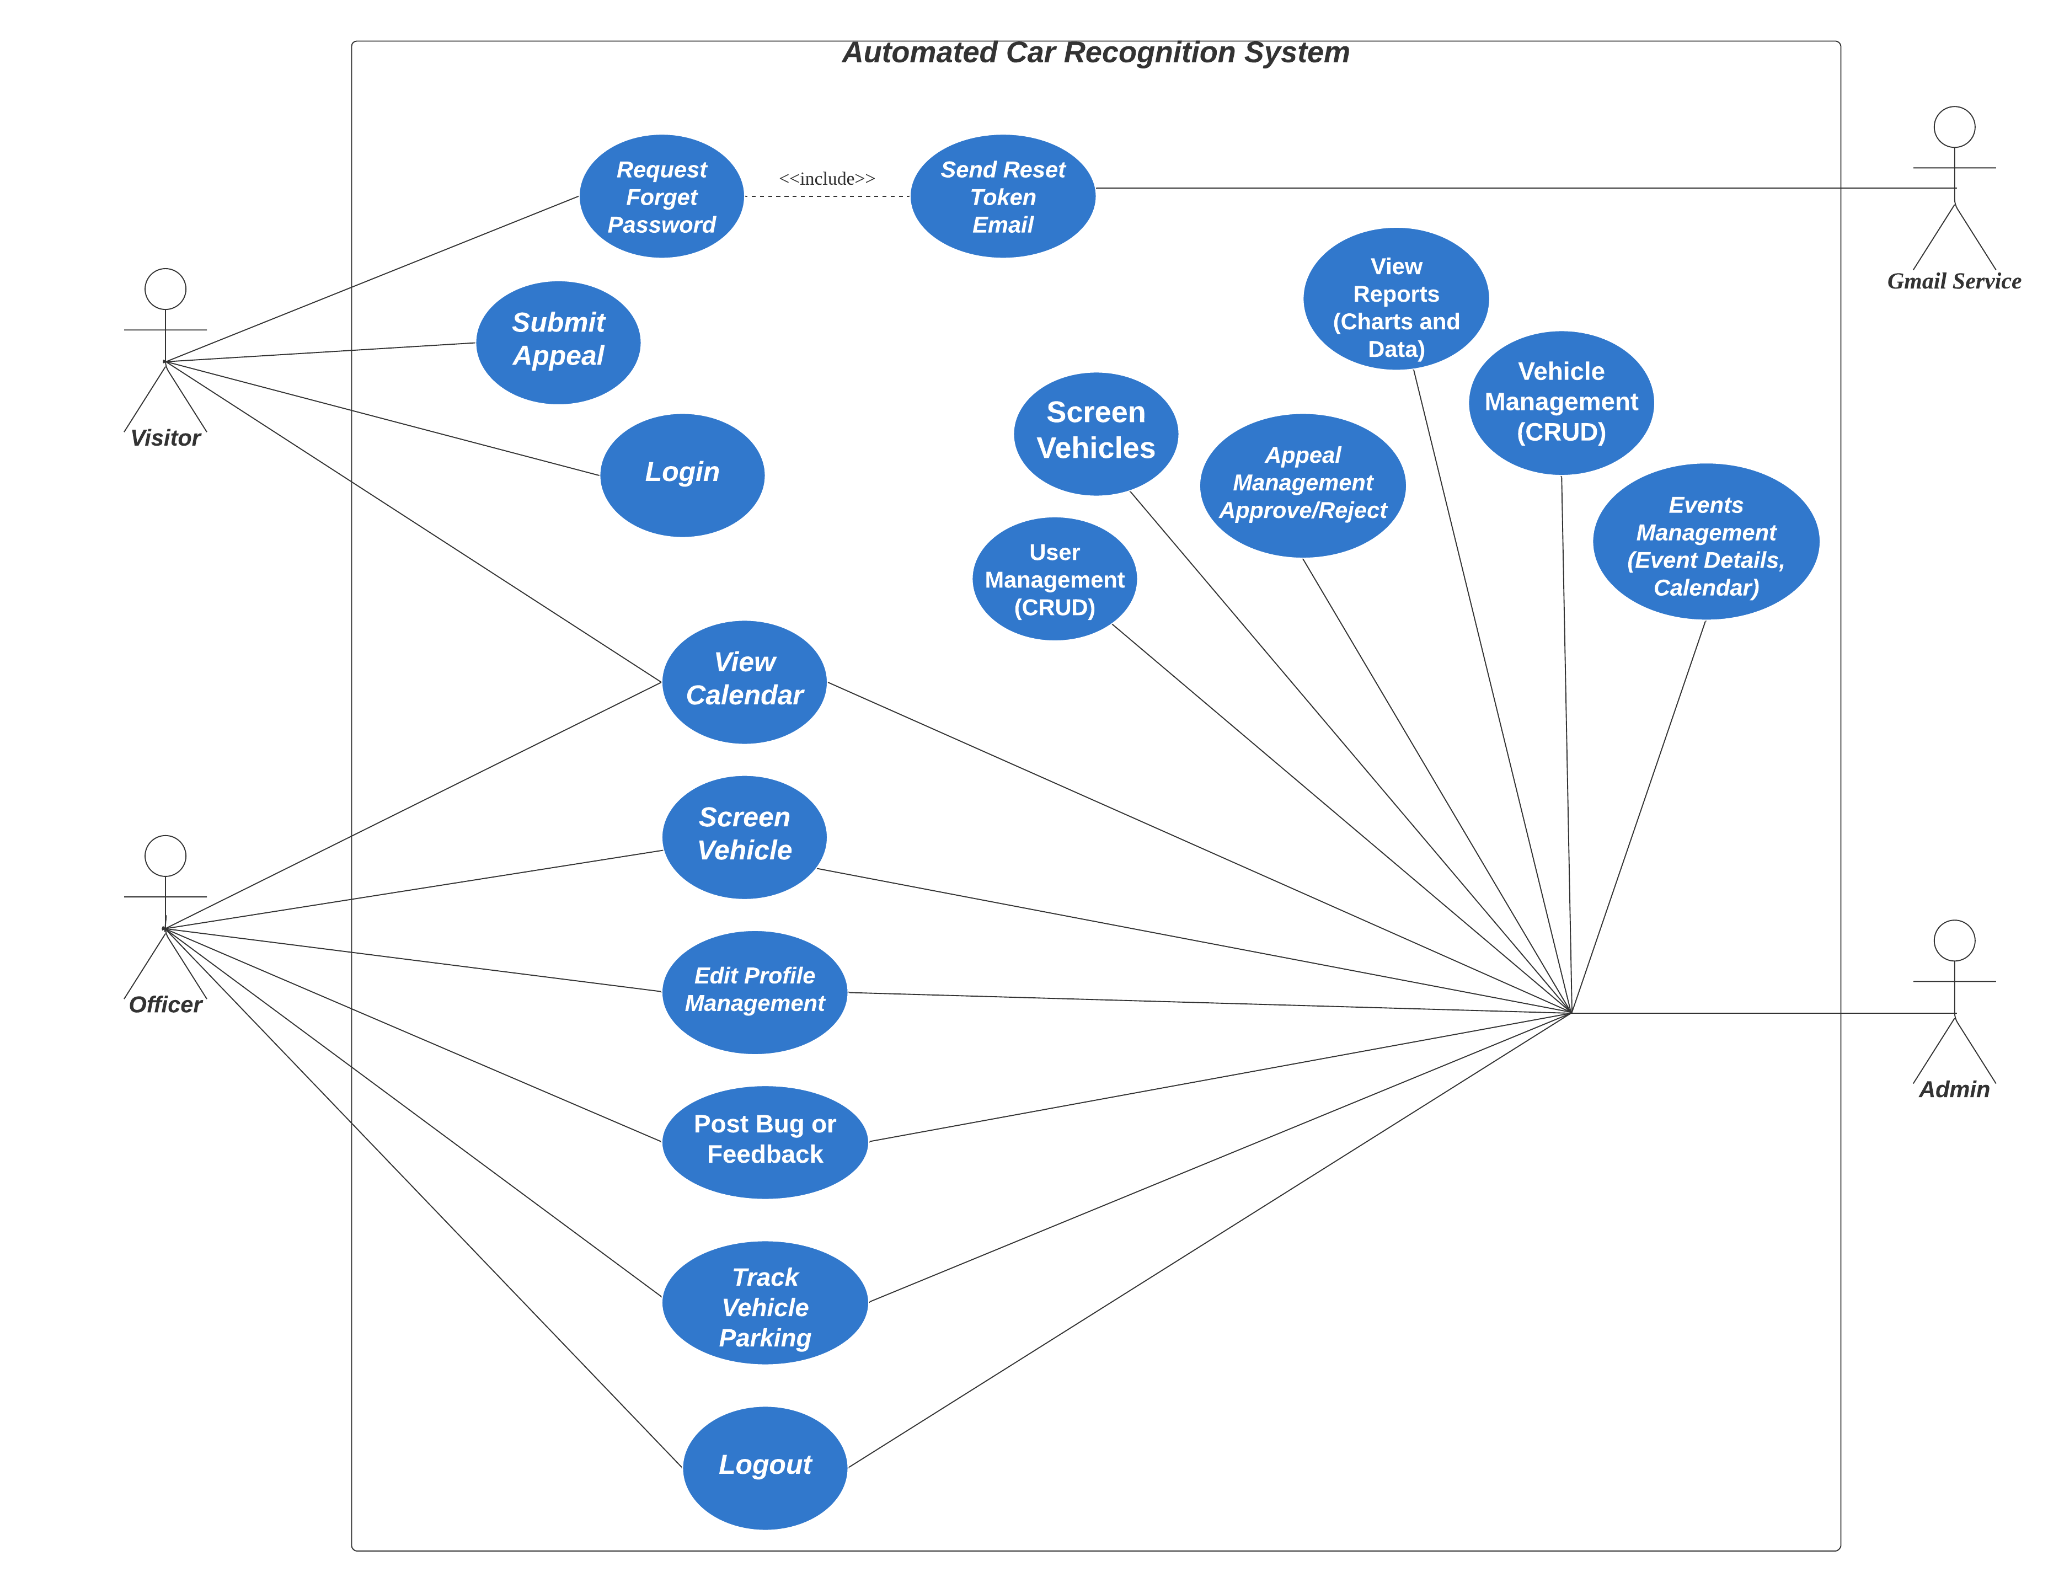 Automated Car Recognition System
Request
Forget
Password
<<include>>
Send Reset
Token
Email
Gmail Service
View
Reports
(Charts and
Data)
Submit
Appeal
Visitor
Vehicle
Management
(CRUD)
Screen
Vehicles
Appeal
Management
Approve/Reject
Login
Events
Management
(Event Details,
Calendar)
User
Management
(CRUD)
View
Calendar
Screen
Vehicle
Officer
Edit Profile
Management
Admin
Post Bug or
Feedback
Track
Vehicle
Parking
Logout